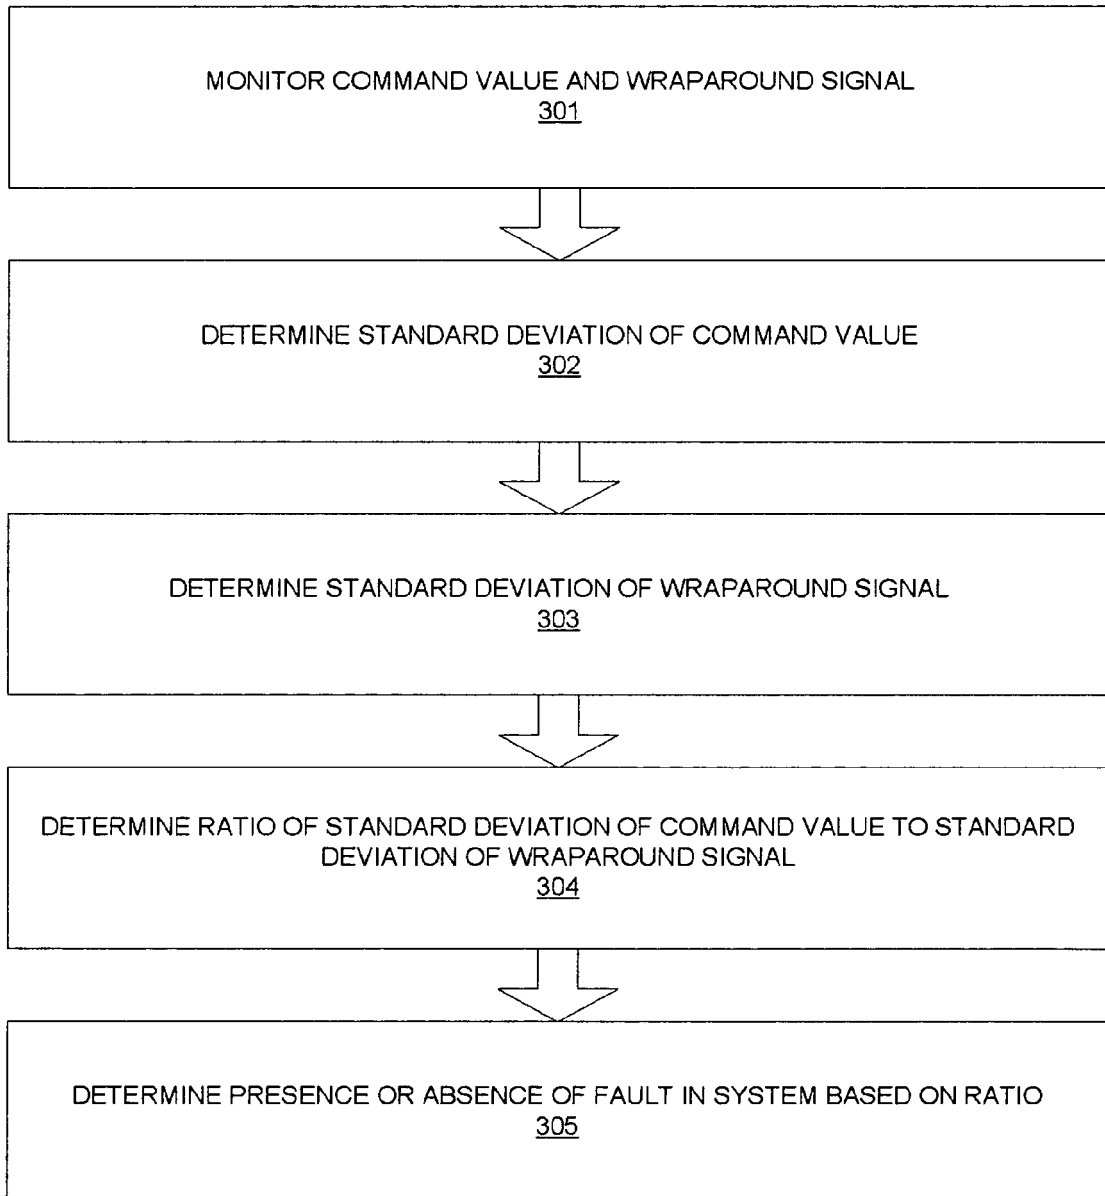 MONITOR COMMAND VALUE AND WRAPAROUND SIGNAL
301
DETERMINE STANDARD DEVIATION OF COMMAND VALUE
302
DETERMINE STANDARD DEVIATION OF WRAPAROUND SIGNAL
303
DETERMINE RATIO OF STANDARD DEVIATION OF COMMAND VALUE TO STANDARD
DEVIATION OF WRAPAROUND SIGNAL
304
DETERMINE PRESENCE OR ABSENCE OF FAULT IN SYSTEM BASED ON RATIO
305